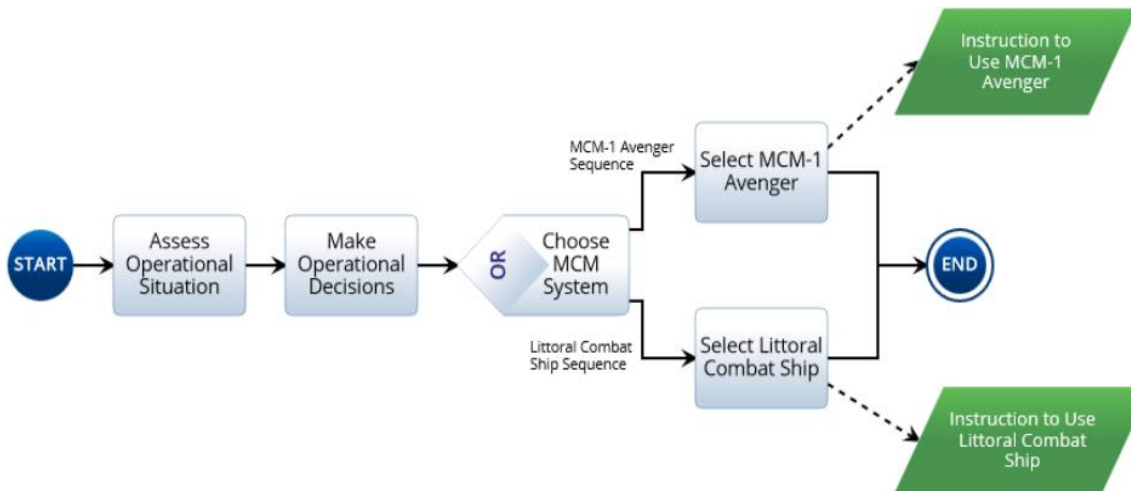 START
Assess
Operational
Situation
Make
Operational
Decisions
OR
Choose
MCM
System
MCM-1 Avenger
Sequence
Select MCM-1
Avenger
Instruction to
Use MCM-1
Avenger
Littoral Combat
Ship Sequence
Select Littoral
Combat Ship
Instruction to Use
Littoral Combat
Ship
END